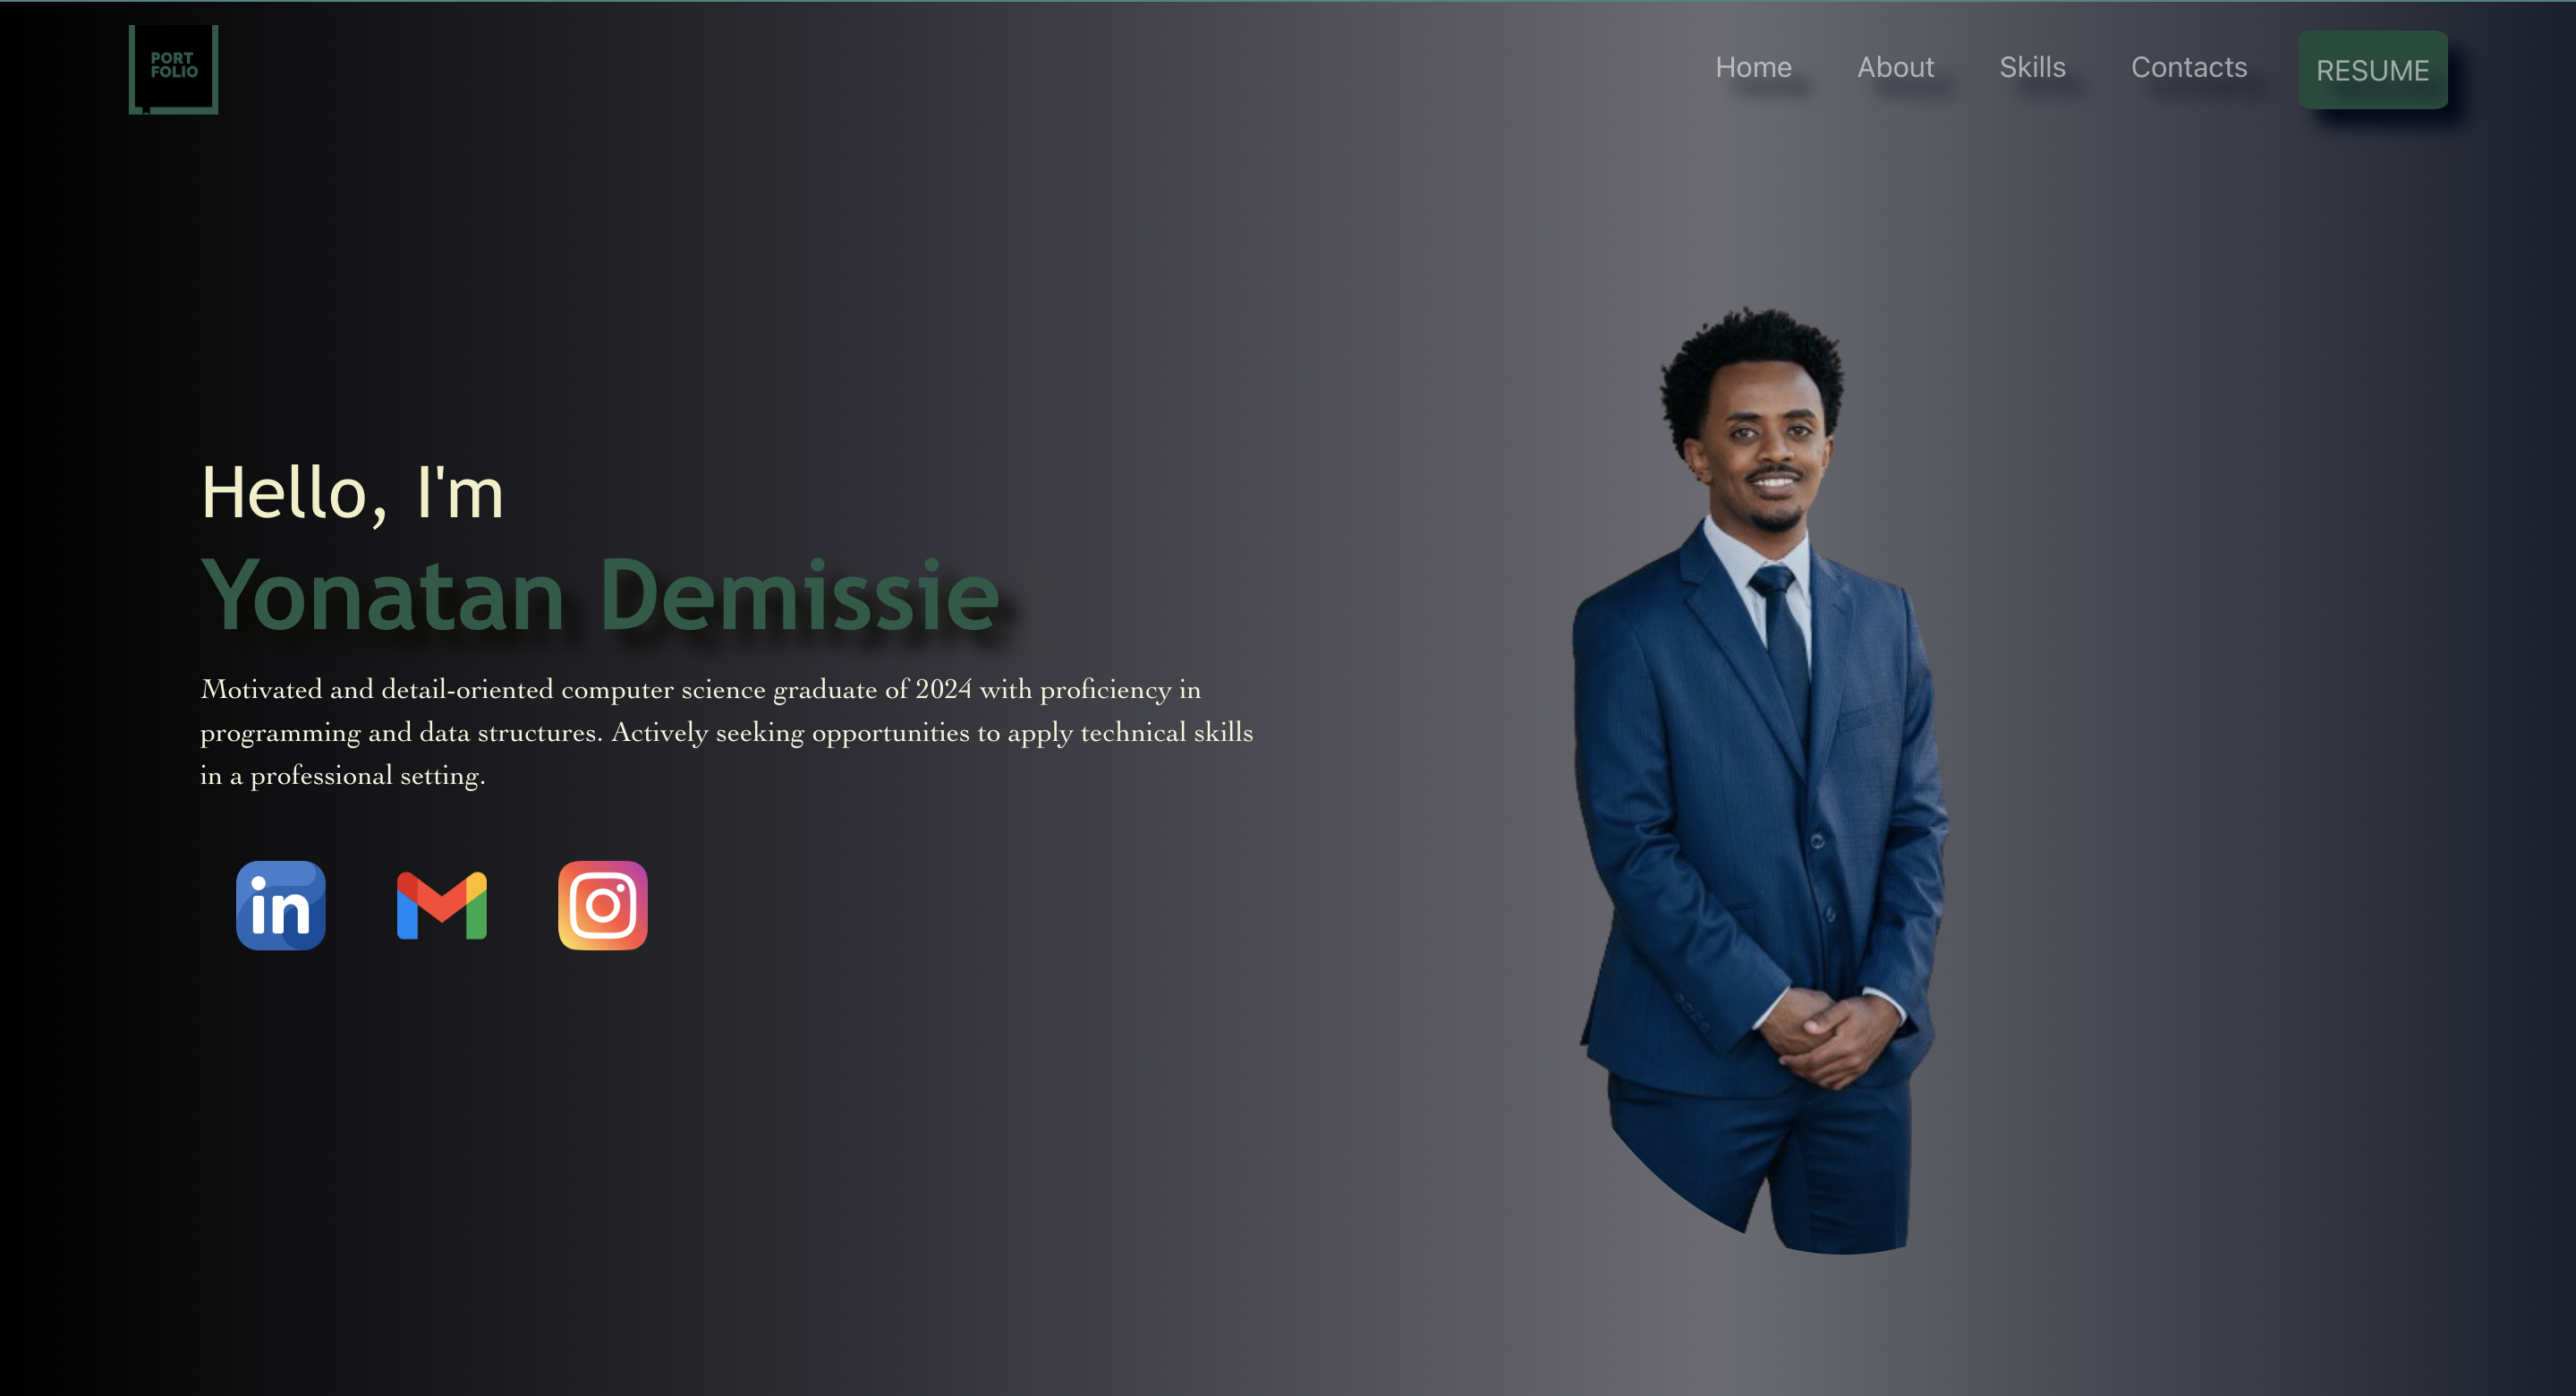 PORT
FOLIO
Home About Skills Contacts RESUME
Hello, I'm
Yonatan Demissie
Motivated and detail-oriented computer science graduate of 2024 with proficiency in
programming and data structures. Actively seeking opportunities to apply technical skills
in a professional setting.
in